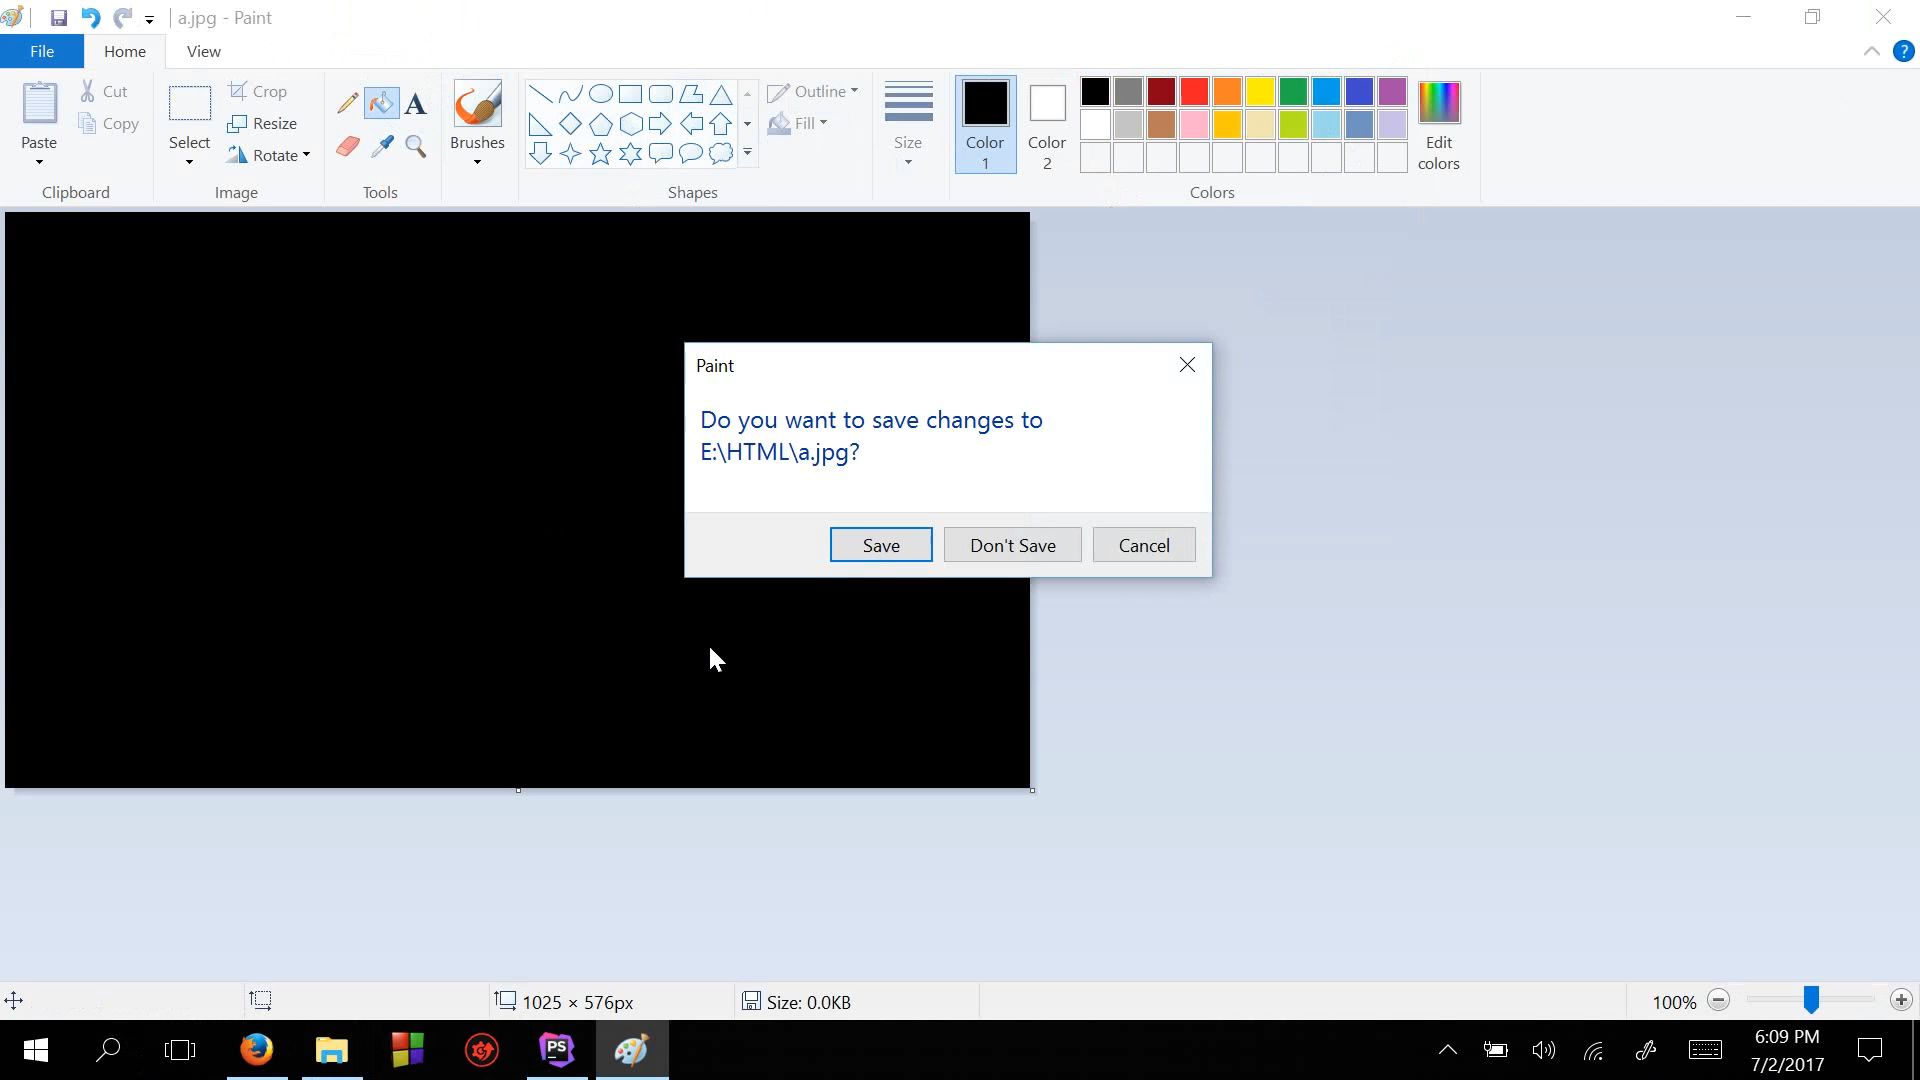 a.jpg - Paint
File
Home
View
?
Paste
Cut
Copy
Clipboard
Select
Crop
Resize
Rotate
Image
A
Tools
Brushes
Shapes
Outline
Fill
Size
Color
1
Color
2
Edit
colors
Colors
Paint
Do you want to save changes to
E:\HTML\a.jpg?
Save
Don't Save
Cancel
1025 × 576px
Size: 0.0KB
100%
PS
6:09 PM
7/2/2017